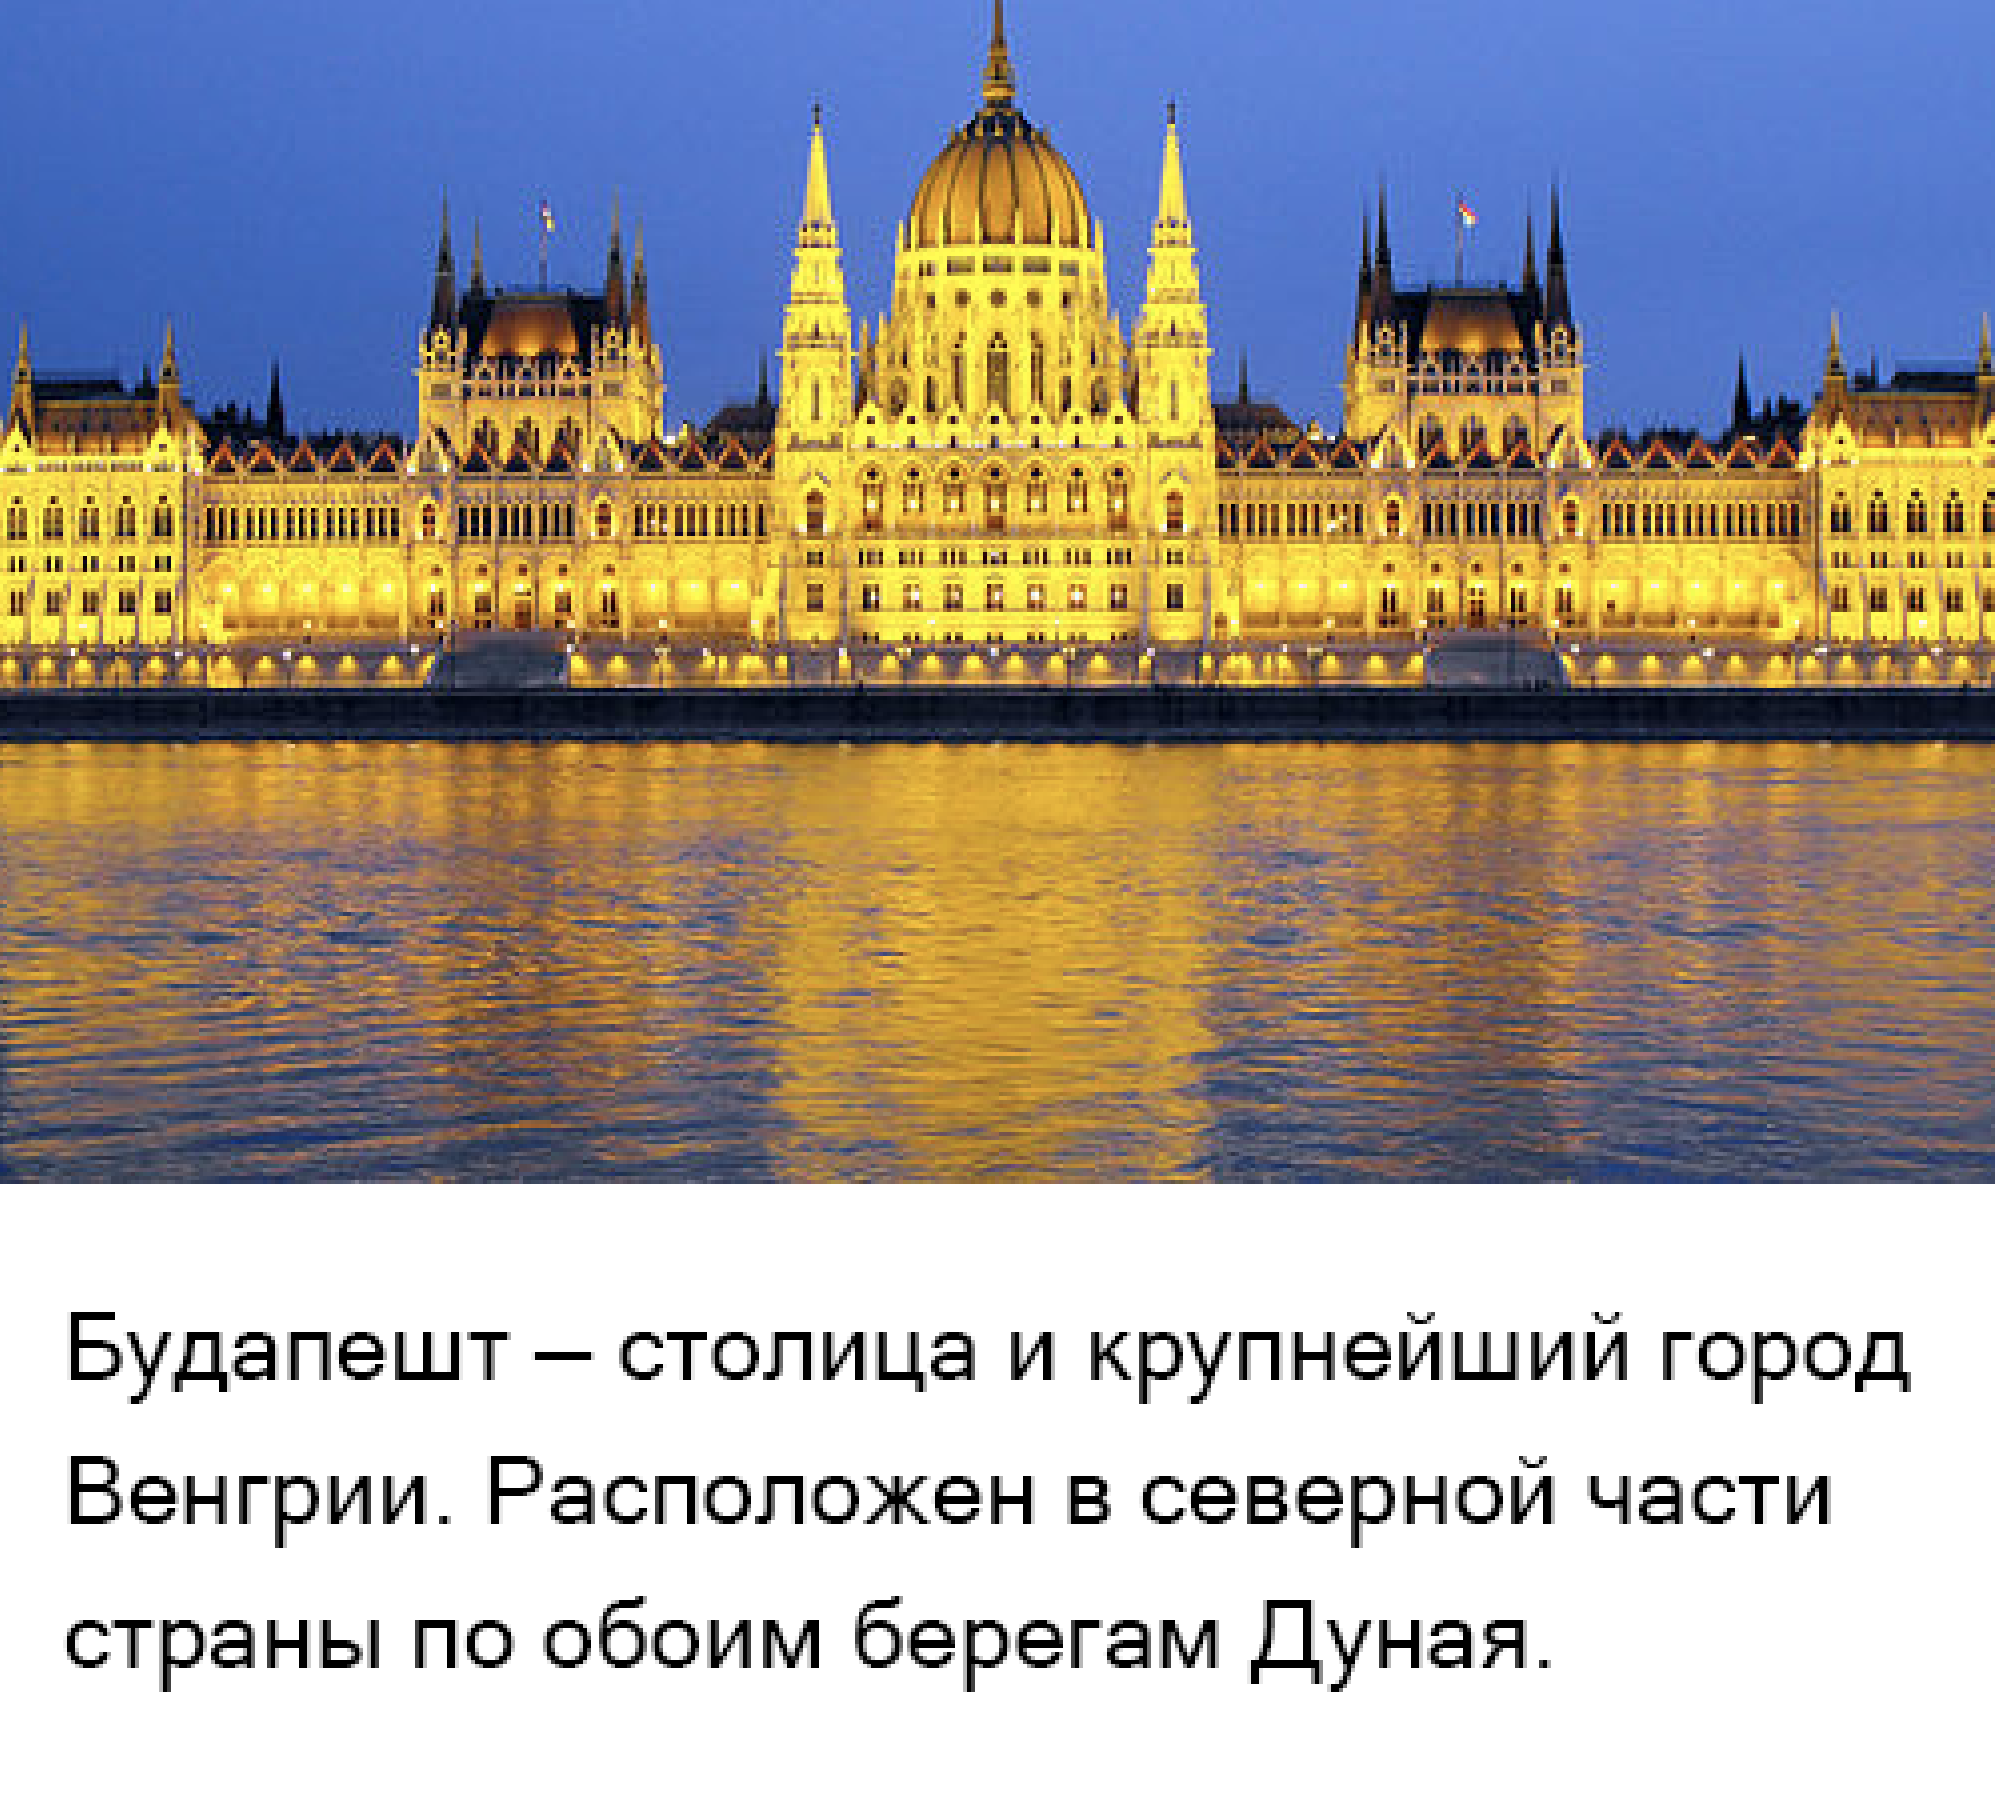 Будапешт – столица и крупнейший город
Венгрии. Расположен в северной части
страны по обоим берегам Дуная.